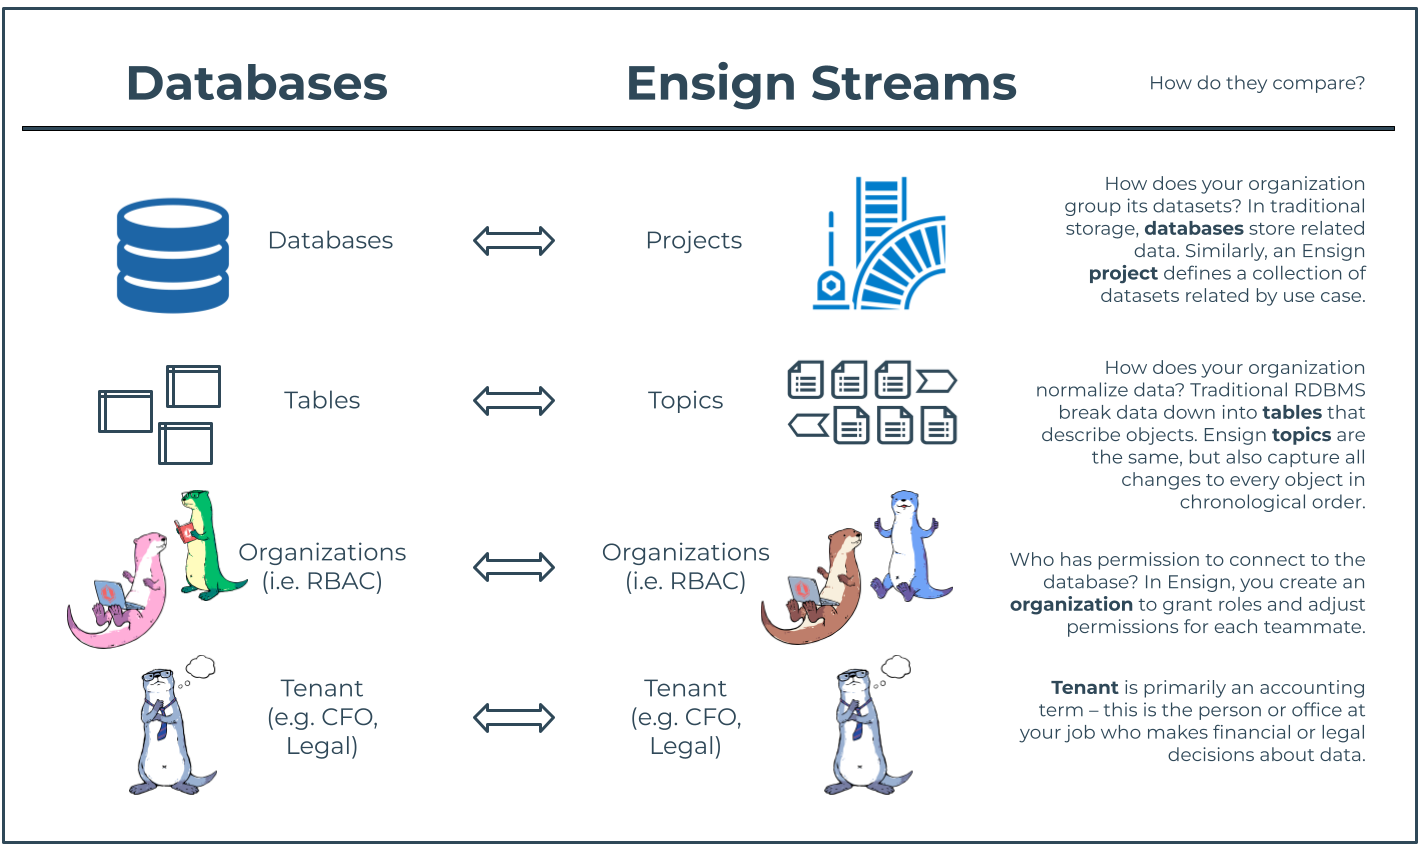 Databases
Ensign Streams
How do they compare?
Databases
Projects
How does your organization
group its datasets? In traditional
storage, databases store related
data. Similarly, an Ensign
project defines a collection of
datasets related by use case.
Tables
Topics
How does your organization
normalize data? Traditional RDBMS
break data down into tables that
describe objects. Ensign topics are
the same, but also capture all
changes to every object in
chronological order.
Organizations
(i.e. RBAC)
Organizations
(i.e. RBAC)
Who has permission to connect to the
database? In Ensign, you create an
organization to grant roles and adjust
permissions for each teammate.
Tenant
(e.g. CFO,
Legal)
Tenant
(e.g. CFO,
Legal)
Tenant is primarily an accounting
term – this is the person or office at
your job who makes financial or legal
decisions about data.